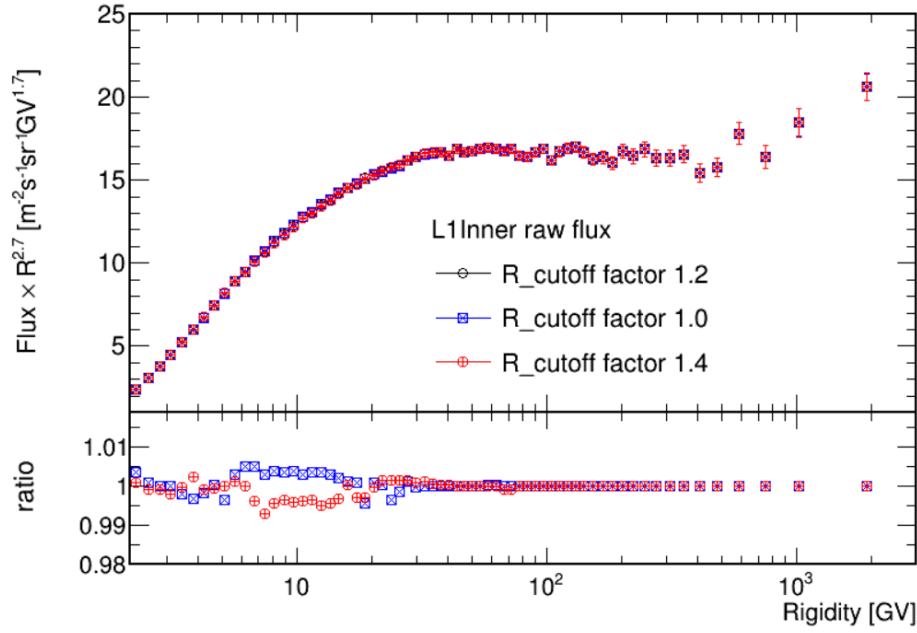 25
20
15
10
5
Flux × R^2.7 [m^-2s^-1sr^-1GV^1.7]
L1Inner raw flux
R_cutoff factor 1.2
R_cutoff factor 1.0
R_cutoff factor 1.4
1.01
1
0.99
0.98
ratio
10
10^2
10^3
Rigidity [GV]